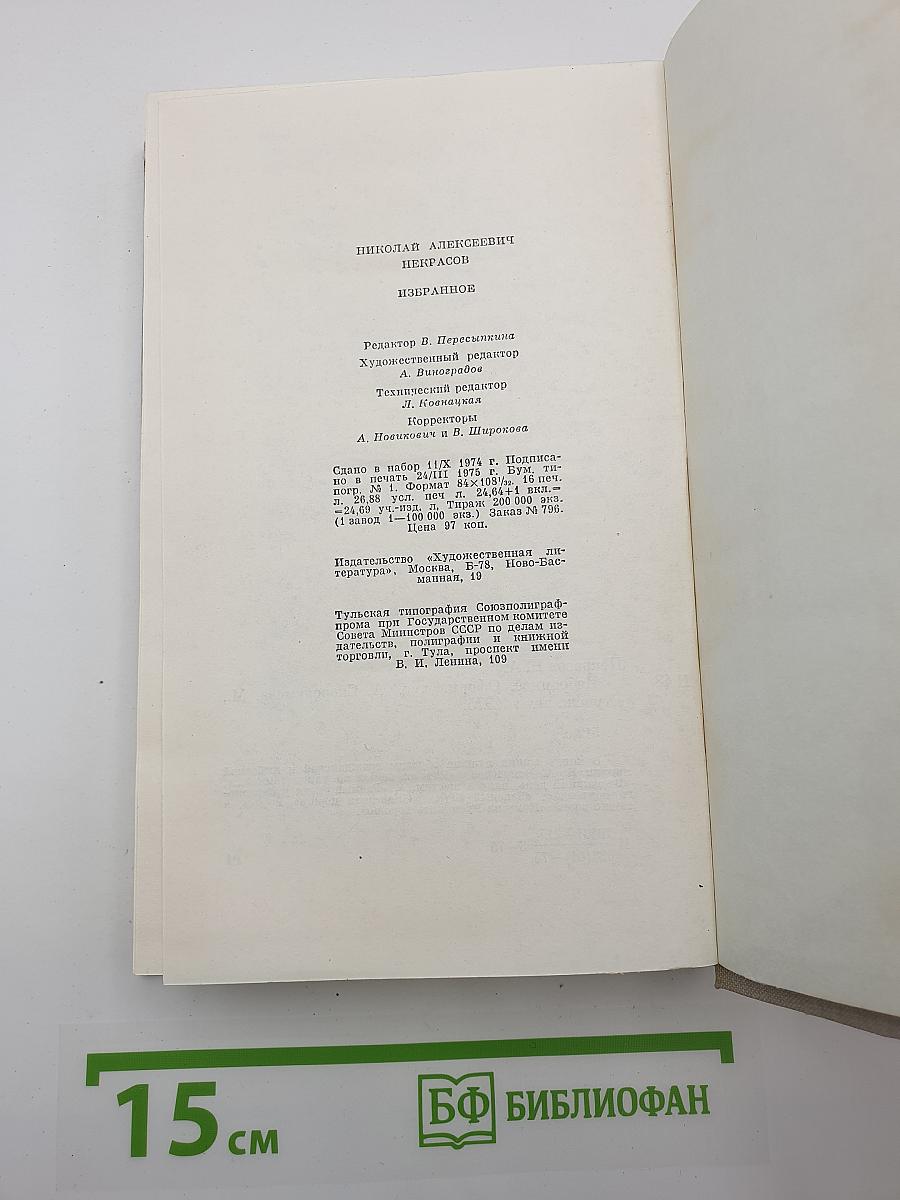 НИКОЛАЙ АЛЕКСЕЕВИЧ
НЕКРАСОВ
ИЗБРАННОЕ
Редактор В. Пересыпкина
Художественный редактор
А. Виноградов
Технический редактор
Л. Ковнацкая
Корректоры
А. Новикович и В. Широкова
Сдано в набор 11/X 1974 г. Подписа-
но в печать 24/III 1975 г. Бум. ти-
погр. № 1. Формат 84×108¹/₃₂. 16 печ.
л. 26,88 усл. печ л. 24,64+1 вкл.=
=24,69 уч.-изд. л. Тираж 200 000 экз.
(1 завод 1—100 000 экз.) Заказ № 796.
Цена 97 коп.
Издательство «Художественная ли-
тература». Москва, Б-78, Ново-Бас-
манная, 19
Тульская типография Союзполиграф-
прома при Государственном комитете
Совета Министров СССР по делам из-
дательств, полиграфии и книжной
торговли, г. Тула, проспект имени
В. И. Ленина, 109
15 см
БФ БИБЛИОФАН